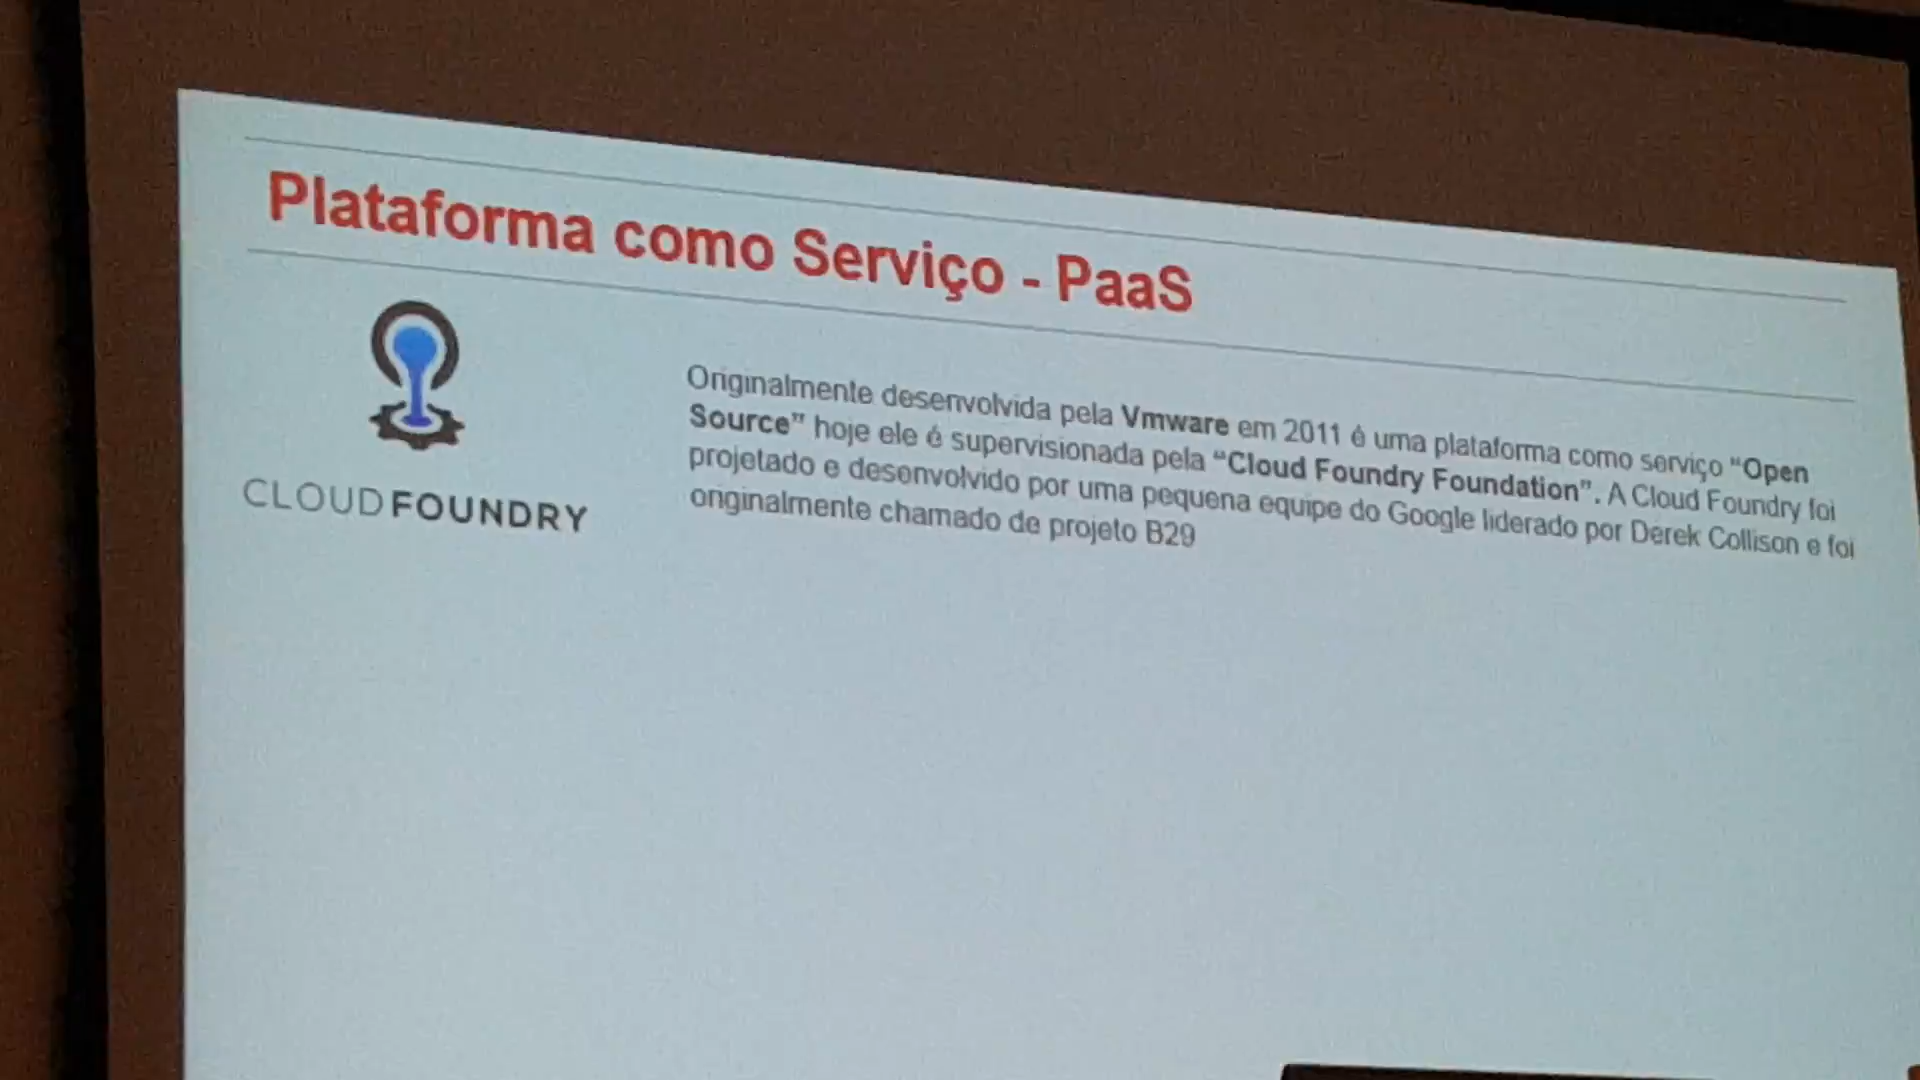 Plataforma como Serviço - PaaS
CLOUDFOUNDRY
Originalmente desenvolvida pela Vmware em 2011 é uma plataforma como serviço "Open
Source" hoje ele é supervisionada pela "Cloud Foundry Foundation". A Cloud Foundry foi
projetado e desenvolvido por uma pequena equipe do Google liderado por Derek Collison e foi
originalmente chamado de projeto B29